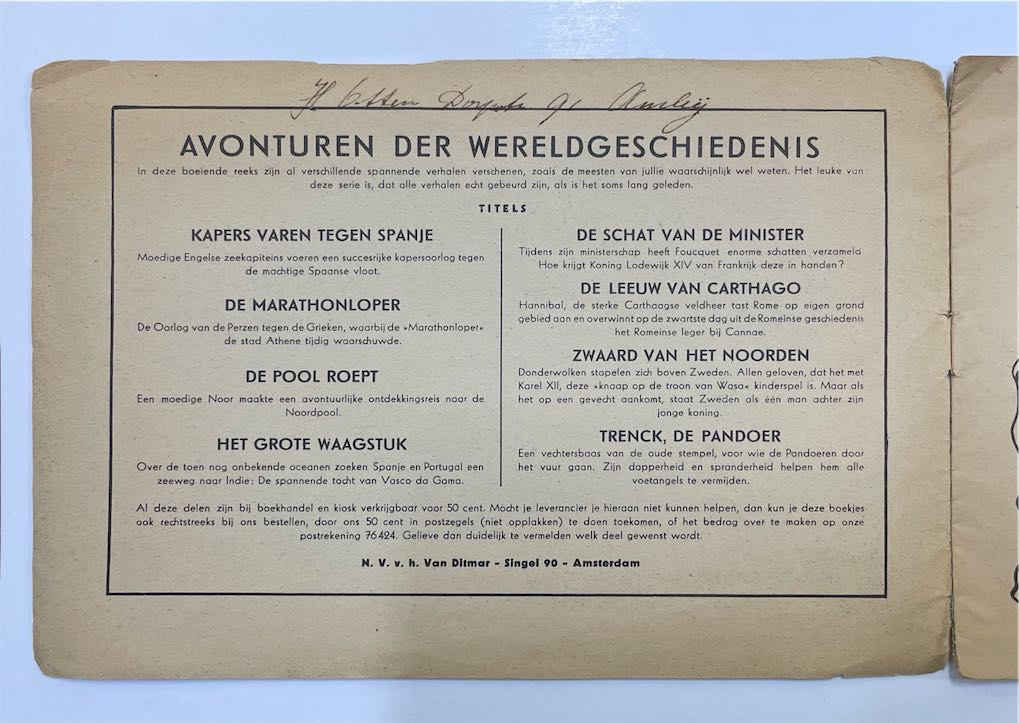 H. Otten
AVONTUREN DER WERELDGESCHIEDENIS
In deze boeiende reeks zijn al verschillende spannende verhalen verschenen, zoals de meesten van jullie waarschijnlijk wel weten. Het leuke van
deze serie is, dat alle verhalen echt gebeurd zijn, als is het soms lang geleden.
TITELS
KAPERS VAREN TEGEN SPANJE
Moedige Engelse zeekapiteins voeren een succesrijke kapersoorlog tegen
de machtige Spaanse vloot.
DE MARATHONLOPER
De Oorlog van de Perzen tegen de Grieken, waarbij de »Marathonloper«
de stad Athene tijdig waarschuwde.
DE POOL ROEPT
Een moedige Noor maakte een avontuurlijke ontdekkingsreis naar de
Noordpool.
HET GROTE WAAGSTUK
Over de toen nog onbekende oceanen zoeken Spanje en Portugal een
zeeweg naar Indie: De spannende tocht van Vasco da Gama.
DE SCHAT VAN DE MINISTER
Tijdens zijn ministerschap heeft Foucquet enorme schatten verzameld
Hoe krijgt Koning Lodewijk XIV van Frankrijk deze in handen?
DE LEEUW VAN CARTHAGO
Hannibal, de sterke Carthaagse veldheer tast Rome op eigen grond
gebied aan en overwinnt op de zwartste dag uit de Romeinse geschiedenis
het Romeinse leger bij Cannae.
ZWAARD VAN HET NOORDEN
Donderwolken stapelen zich boven Zweden. Allen geloven, dat het met
Karel XII, deze »knaap op de troon van Wasa« kinderspel is. Maar als
het op een gevecht aankomt, staat Zweden als één man achter zijn
jonge koning.
TRENCK, DE PANDOER
Een vechtersbaas van de oude stempel, voor wie de Pandoeren door
het vuur gaan. Zijn dapperheid en spranderheid helpen hem alle
voetangels te vermijden.
Al deze delen zijn bij boekhandel en kiosk verkrijgbaar voor 50 cent. Mocht je leverancier je hieraan niet kunnen helpen, dan kun je deze boekjes
ook rechtstreeks bij ons bestellen, door ons 50 cent in postzegels (niet opplakken) te doen toekomen, of het bedrag over te maken op onze
postrekening 76424. Gelieve dan duidelijk te vermelden welk deel gewenst wordt.
N. V. v. h. Van Ditmar - Singel 90 - Amsterdam